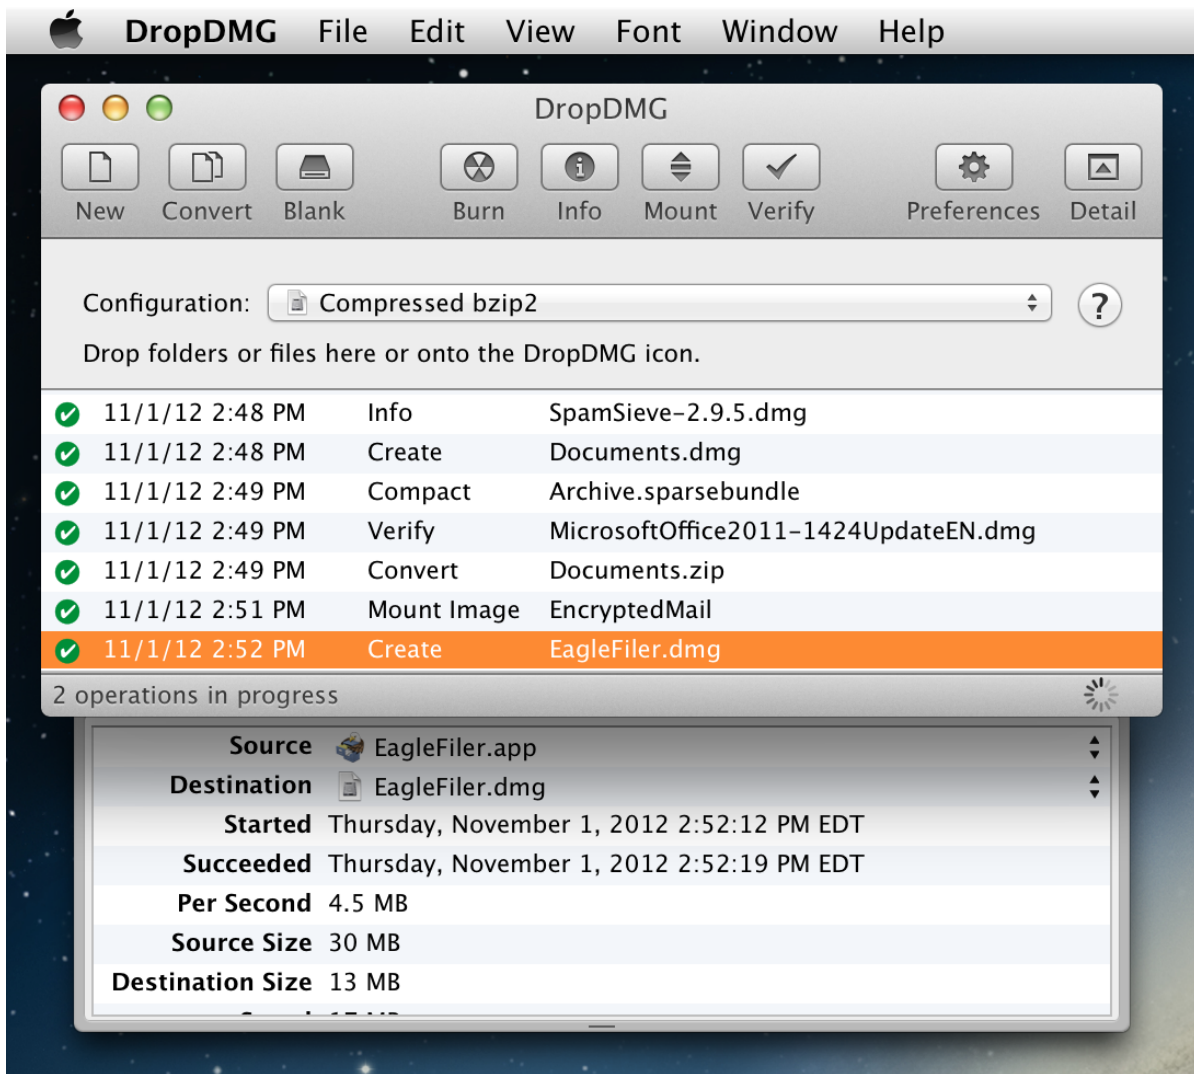 DropDMG File Edit View Font Window Help
DropDMG
New Convert Blank Burn Info Mount Verify Preferences Detail
Configuration: Compressed bzip2 ?
Drop folders or files here or onto the DropDMG icon.
11/1/12 2:48 PM Info SpamSieve-2.9.5.dmg
11/1/12 2:48 PM Create Documents.dmg
11/1/12 2:49 PM Compact Archive.sparsebundle
11/1/12 2:49 PM Verify MicrosoftOffice2011-1424UpdateEN.dmg
11/1/12 2:49 PM Convert Documents.zip
11/1/12 2:51 PM Mount Image EncryptedMail
11/1/12 2:52 PM Create EagleFiler.dmg
2 operations in progress
Source EagleFiler.app
Destination EagleFiler.dmg
Started Thursday, November 1, 2012 2:52:12 PM EDT
Succeeded Thursday, November 1, 2012 2:52:19 PM EDT
Per Second 4.5 MB
Source Size 30 MB
Destination Size 13 MB